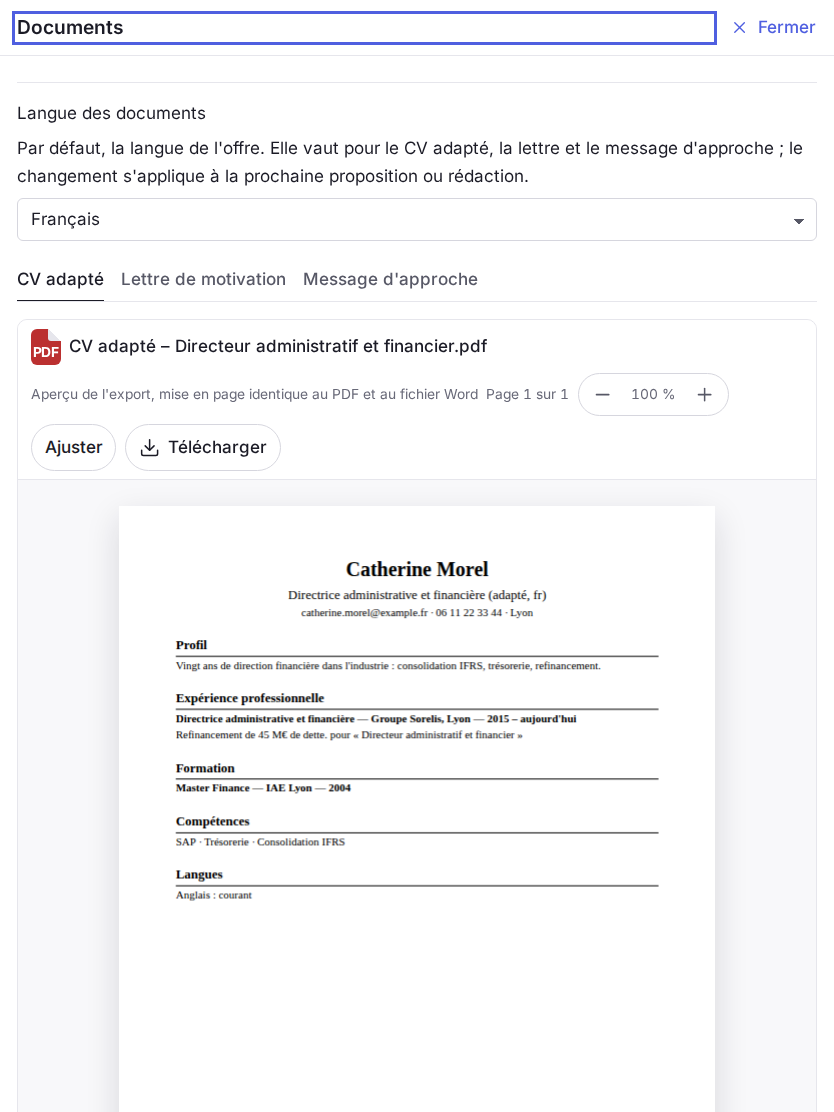 Documents
Fermer
Langue des documents
Par défaut, la langue de l'offre. Elle vaut pour le CV adapté, la lettre et le message d'approche ; le
changement s'applique à la prochaine proposition ou rédaction.
Français
CV adapté Lettre de motivation Message d'approche
PDF CV adapté – Directeur administratif et financier.pdf
Aperçu de l'export, mise en page identique au PDF et au fichier Word Page 1 sur 1 − 100 % +
Ajuster Télécharger
Catherine Morel
Directrice administrative et financière (adapté, fr)
catherine.morel@example.fr · 06 11 22 33 44 · Lyon
Profil
Vingt ans de direction financière dans l'industrie : consolidation IFRS, trésorerie, refinancement.
Expérience professionnelle
Directrice administrative et financière — Groupe Sorelis, Lyon — 2015 – aujourd'hui
Refinancement de 45 M€ de dette. pour « Directeur administratif et financier »
Formation
Master Finance — IAE Lyon — 2004
Compétences
SAP · Trésorerie · Consolidation IFRS
Langues
Anglais : courant